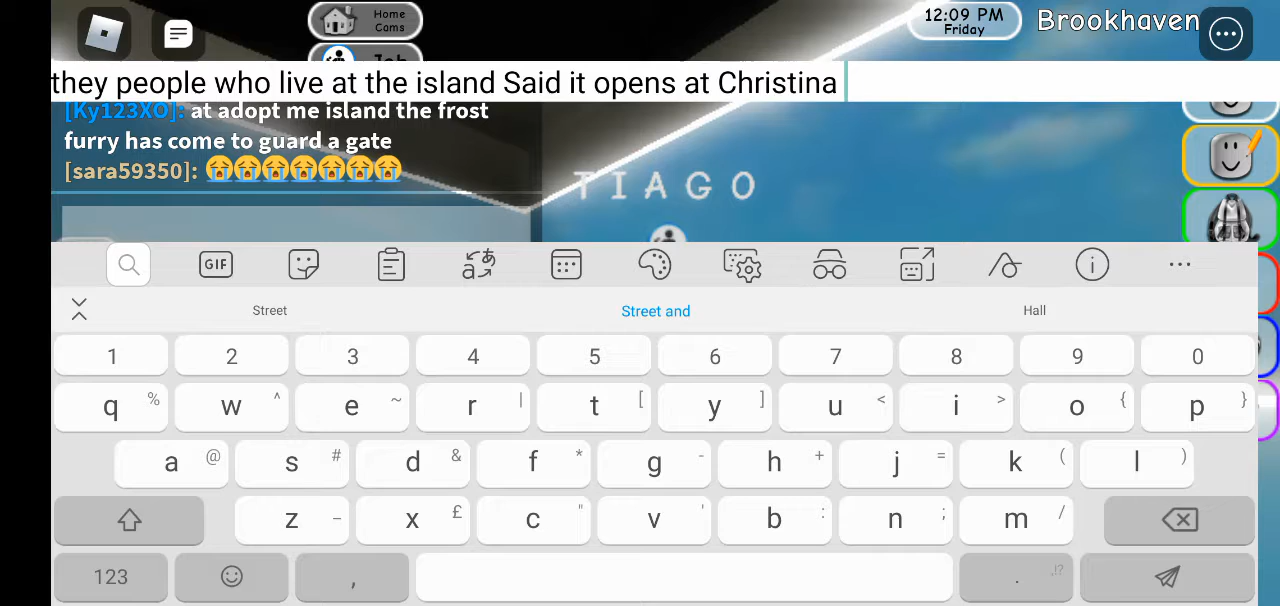 Home
Cams
12:09 PM
Friday
Brookhaven
they people who live at the island Said it opens at Christina
[Ky123XO]: at adopt me island the frost
furry has come to guard a gate
[sara59350]: 😭😭😭😭😭😭😭
TIAGO
GIF
Street
Street and
Hall
1 2 3 4 5 6 7 8 9 0
q % w ^ e ~ r | t [ y ] u < i > o { p }
a @ s # d & f * g - h + j = k ( l )
z _ x £ c " v ' b : n ; m /
123 , . ,!?